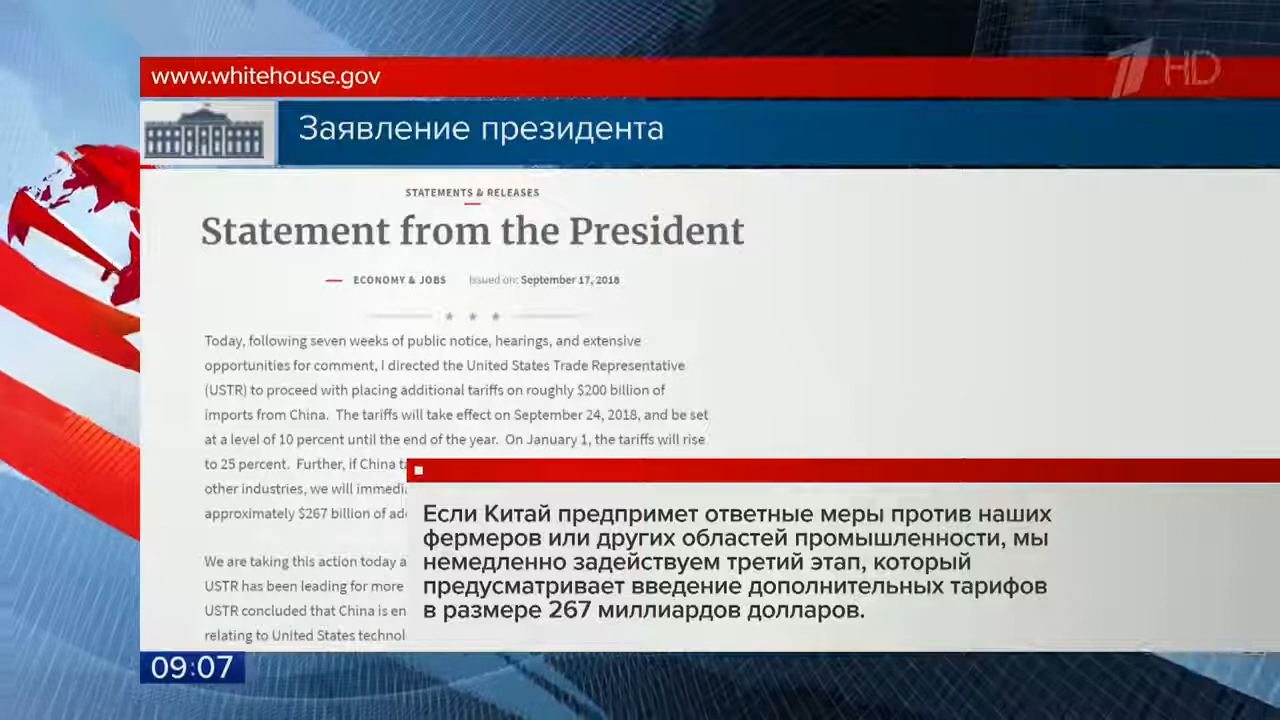 www.whitehouse.gov
HD
Заявление президента
STATEMENTS & RELEASES
Statement from the President
ECONOMY & JOBS Issued on: September 17, 2018
Today, following seven weeks of public notice, hearings, and extensive
opportunities for comment, I directed the United States Trade Representative
(USTR) to proceed with placing additional tariffs on roughly $200 billion of
imports from China. The tariffs will take effect on September 24, 2018, and be set
at a level of 10 percent until the end of the year. On January 1, the tariffs will rise
to 25 percent. Further, if China
other industries, we will
approximately $267 billion of
We are taking this action today
USTR has been leading for more
USTR concluded that China is
relating to United States
Если Китай предпримет ответные меры против наших
фермеров или других областей промышленности, мы
немедленно задействуем третий этап, который
предусматривает введение дополнительных тарифов
в размере 267 миллиардов долларов.
09:07